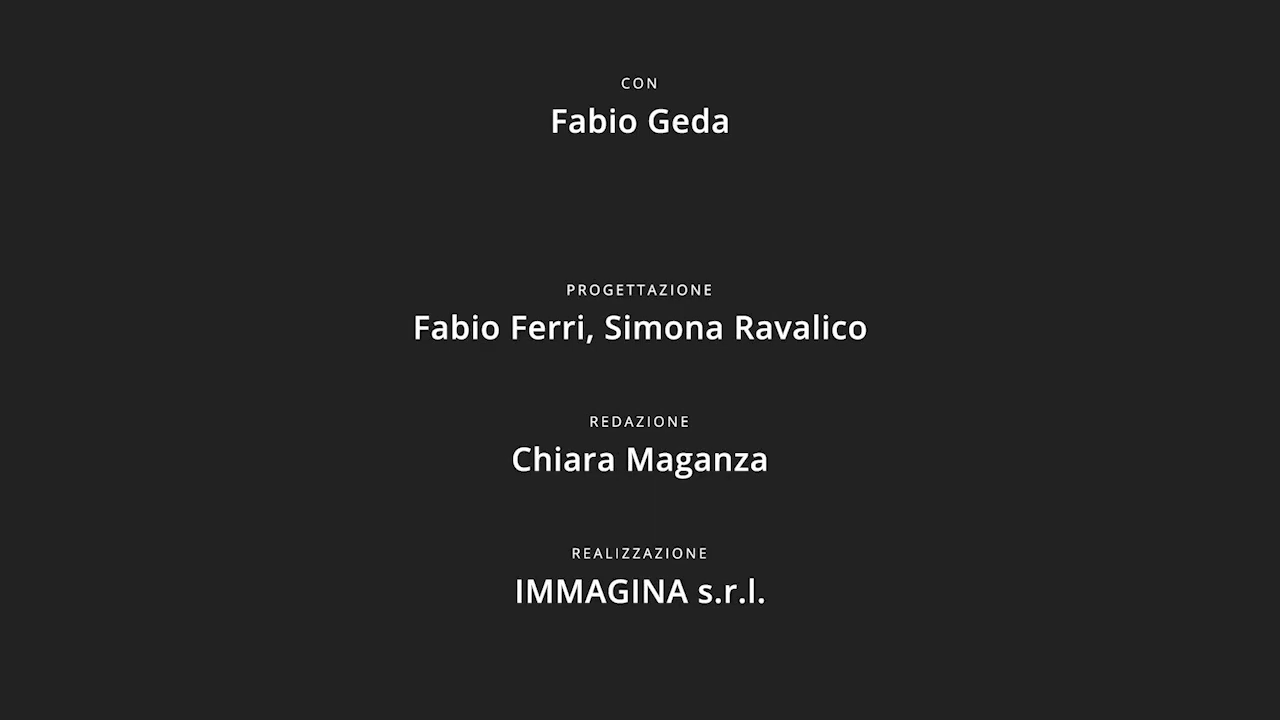 CON
Fabio Geda
PROGETTAZIONE
Fabio Ferri, Simona Ravalico
REDAZIONE
Chiara Maganza
REALIZZAZIONE
IMMAGINA s.r.l.